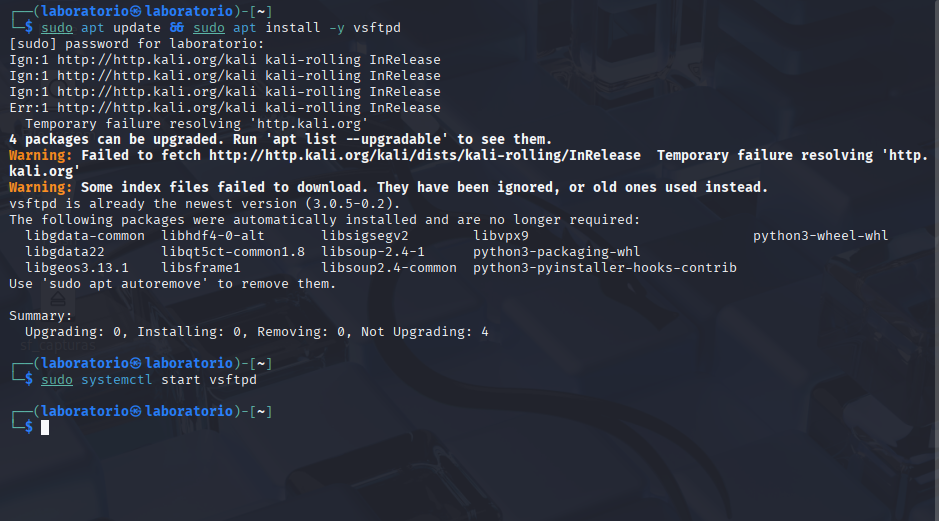 ┌──(laboratorio㉿laboratorio)-[~]
└─$ sudo apt update && sudo apt install -y vsftpd
[sudo] password for laboratorio:
Ign:1 http://http.kali.org/kali kali-rolling InRelease
Ign:1 http://http.kali.org/kali kali-rolling InRelease
Ign:1 http://http.kali.org/kali kali-rolling InRelease
Err:1 http://http.kali.org/kali kali-rolling InRelease
  Temporary failure resolving 'http.kali.org'
4 packages can be upgraded. Run 'apt list --upgradable' to see them.
Warning: Failed to fetch http://http.kali.org/kali/dists/kali-rolling/InRelease  Temporary failure resolving 'http.
kali.org'
Warning: Some index files failed to download. They have been ignored, or old ones used instead.
vsftpd is already the newest version (3.0.5-0.2).
The following packages were automatically installed and are no longer required:
  libgdata-common  libhdf4-0-alt       libsigsegv2        libvpx9                            python3-wheel-whl
  libgdata22       libqt5ct-common1.8  libsoup-2.4-1      python3-packaging-whl
  libgeos3.13.1    libsframe1          libsoup2.4-common  python3-pyinstaller-hooks-contrib
Use 'sudo apt autoremove' to remove them.
Summary:
  Upgrading: 0, Installing: 0, Removing: 0, Not Upgrading: 4
┌──(laboratorio㉿laboratorio)-[~]
└─$ sudo systemctl start vsftpd
┌──(laboratorio㉿laboratorio)-[~]
└─$